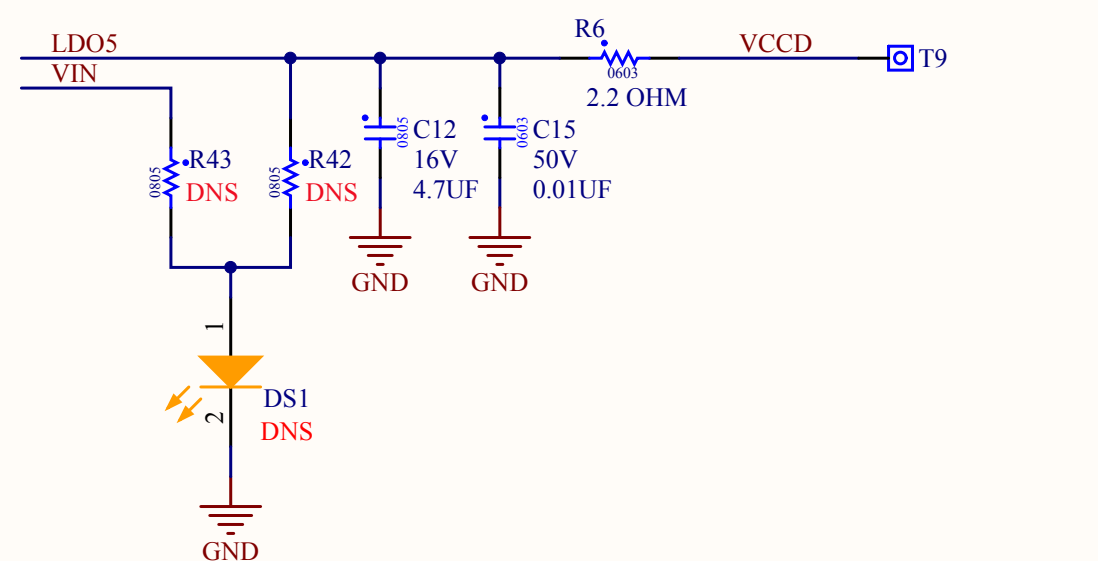 R6
LDO5
VCCD
T9
VIN
0603
2.2 OHM
0805
R43
DNS
0805
R42
DNS
0805
C12
16V
4.7UF
0603
C15
50V
0.01UF
GND
GND
1
DS1
2
DNS
GND